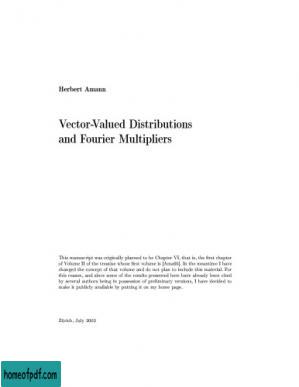 Herbert Amann
Vector-Valued Distributions
and Fourier Multipliers
This manuscript was originally planned to be Chapter VI, that is, the first chapter
of Volume II of the treatise whose first volume is [Ama95]. In the meantime I have
changed the concept of that volume and do not plan to include this material. For
this reason, and since some of the results presented here have already been cited
by several authors being in possession of preliminary versions, I have decided to
make it publicly available by putting it on my home page.
Zürich, July 2003
homeofpdf.com